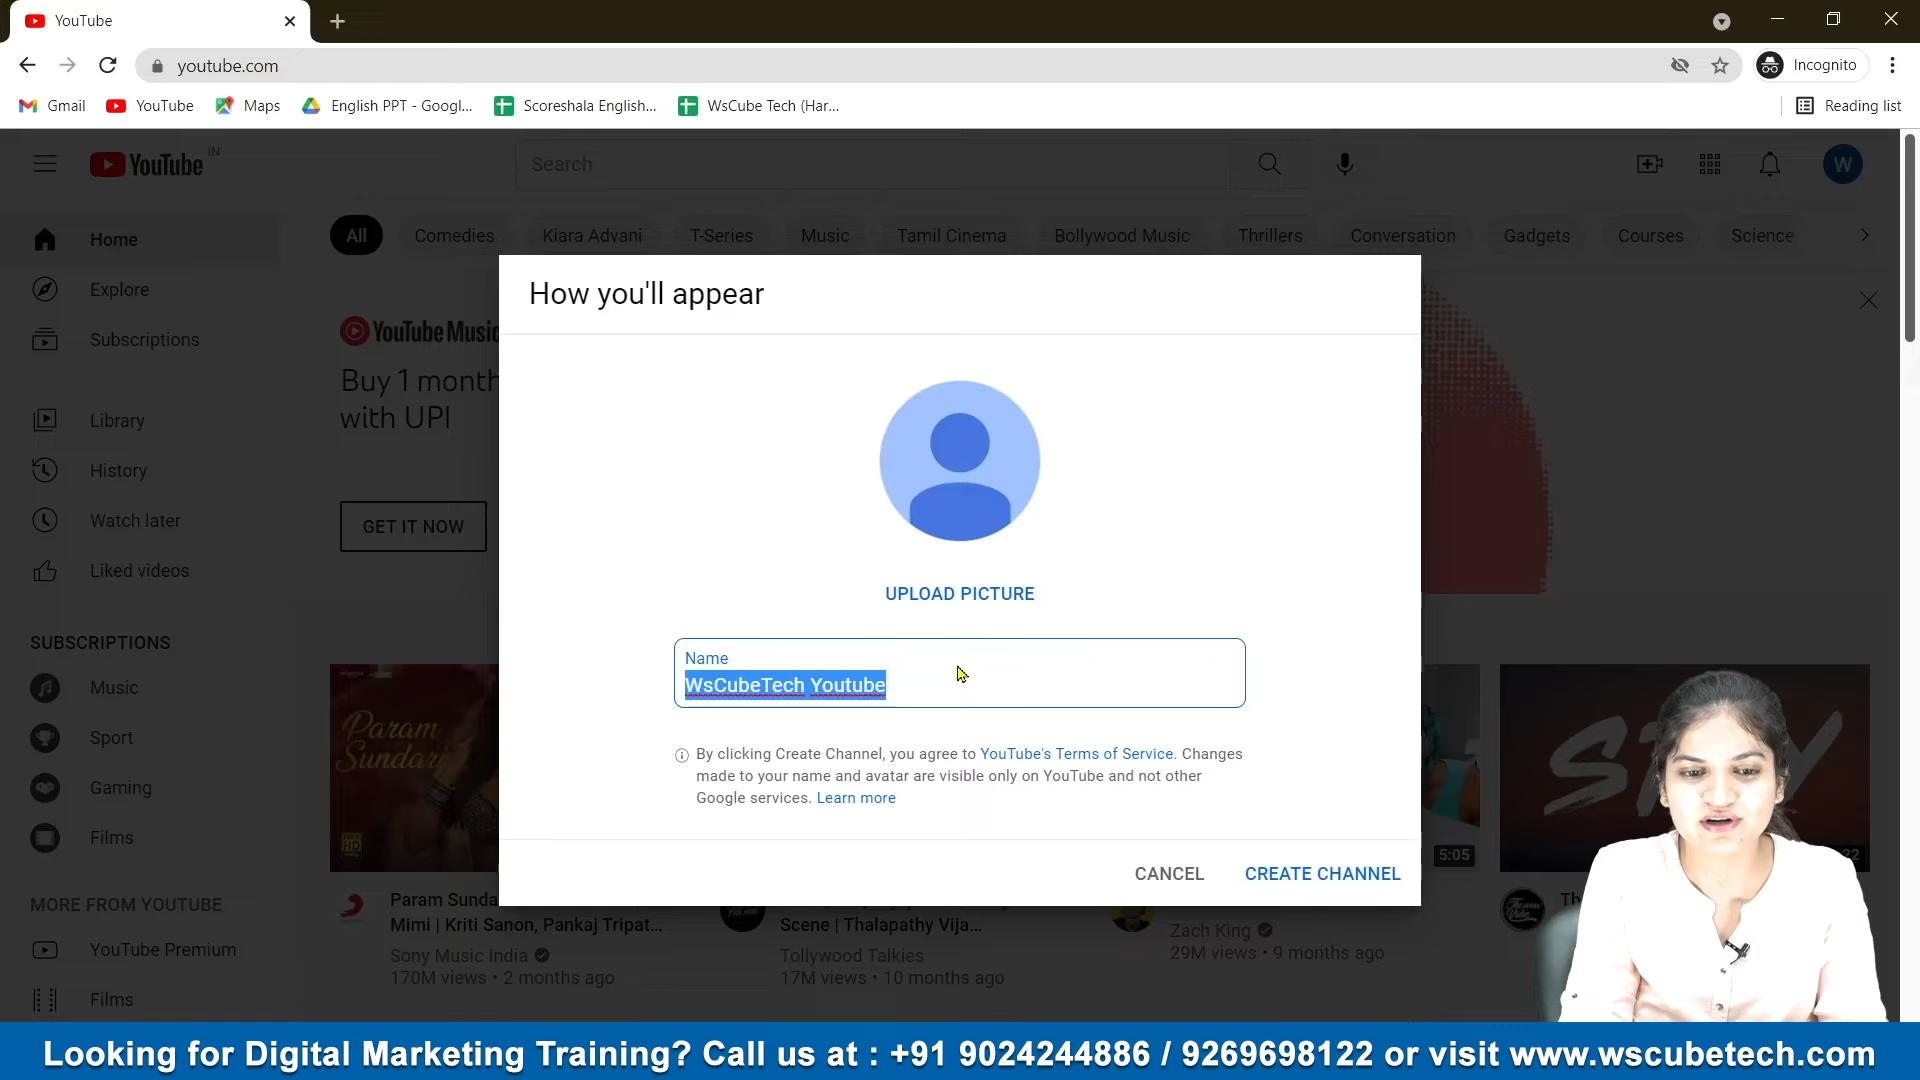 YouTube
youtube.com
Incognito
Gmail
YouTube
Maps
English PPT - Googl...
Scoreshala English...
WsCube Tech (Har...
Reading list
YouTube IN
Search
W
Home
Explore
Subscriptions
Library
History
Watch later
Liked videos
SUBSCRIPTIONS
Music
Sport
Gaming
Films
MORE FROM YOUTUBE
YouTube Premium
Films
All
Comedies
Kiara Advani
T-Series
Music
Tamil Cinema
Bollywood Music
Thrillers
Conversation
Gadgets
Courses
Science
YouTube Music
Buy 1 month
with UPI
GET IT NOW
How you'll appear
UPLOAD PICTURE
Name
WsCubeTech Youtube
By clicking Create Channel, you agree to YouTube's Terms of Service. Changes
made to your name and avatar are visible only on YouTube and not other
Google services. Learn more
CANCEL
CREATE CHANNEL
Param
Sundari
HD
Mimi | Kriti Sanon, Pankaj Tripat...
Sony Music India
170M views • 2 months ago
Scene | Thalapathy Vija...
Tollywood Talkies
17M views • 10 months ago
5:05
Zach King
29M views • 9 months ago
Looking for Digital Marketing Training? Call us at : +91 9024244886 / 9269698122 or visit www.wscubetech.com